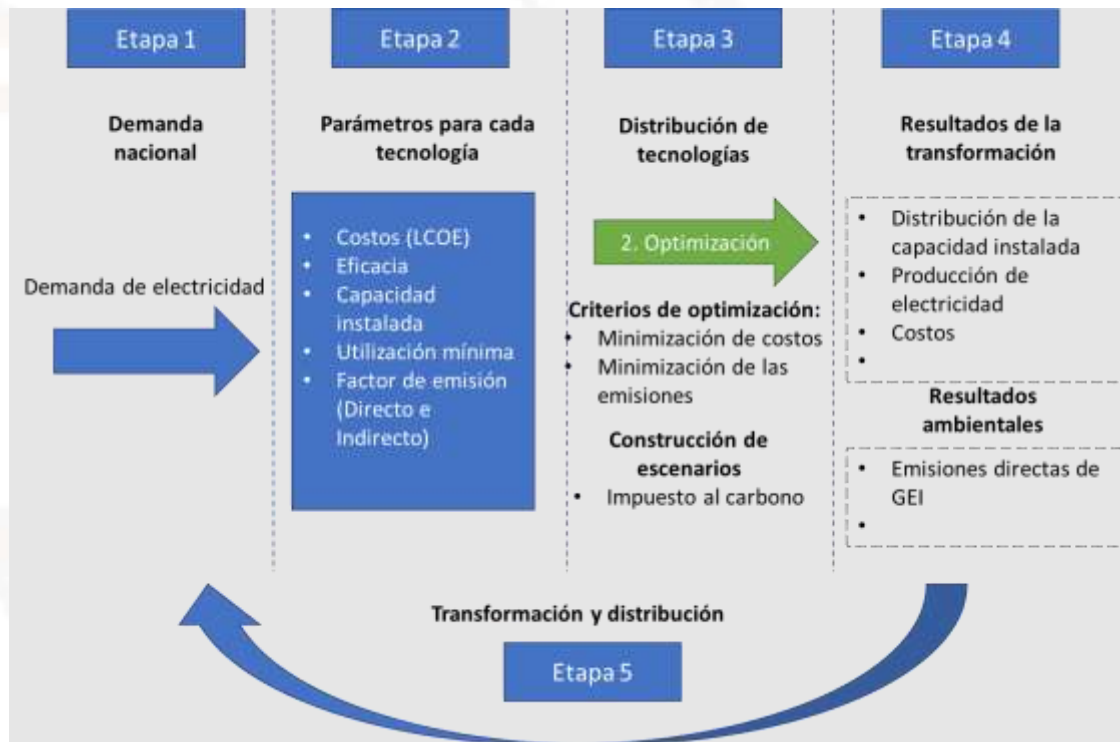 Etapa 1
Etapa 2
Etapa 3
Etapa 4
Demanda
nacional
Demanda de electricidad
Parámetros para cada
tecnología
• Costos (LCOE)
• Eficacia
• Capacidad
instalada
• Utilización mínima
• Factor de emisión
(Directo e
Indirecto)
Distribución de
tecnologías
2. Optimización
Criterios de optimización:
• Minimización de costos
• Minimización de las
emisiones
Construcción de
escenarios
• Impuesto al carbono
Resultados de la
transformación
• Distribución de la
capacidad instalada
• Producción de
electricidad
• Costos
•
Resultados
ambientales
• Emisiones directas de
GEI
•
Transformación y distribución
Etapa 5